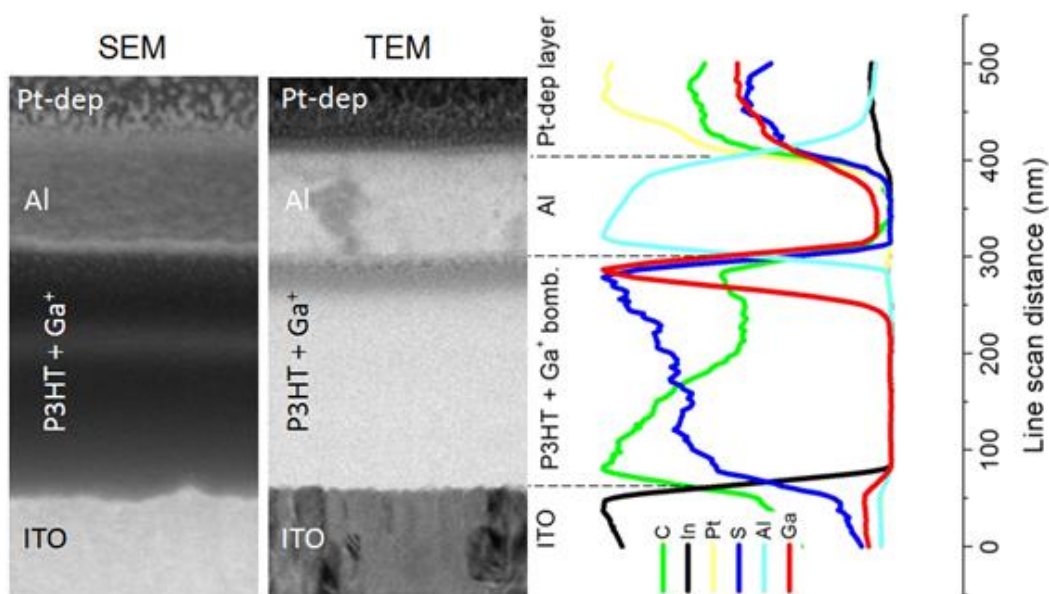 SEM
TEM
Pt-dep
Pt-dep
Pt-dep layer
Al
Al
Al
P3HT + Ga⁺
P3HT + Ga⁺
P3HT + Ga⁺ bomb.
ITO
ITO
ITO
C
In
Pt
S
Al
Ga
500
400
300
200
100
0
Line scan distance (nm)